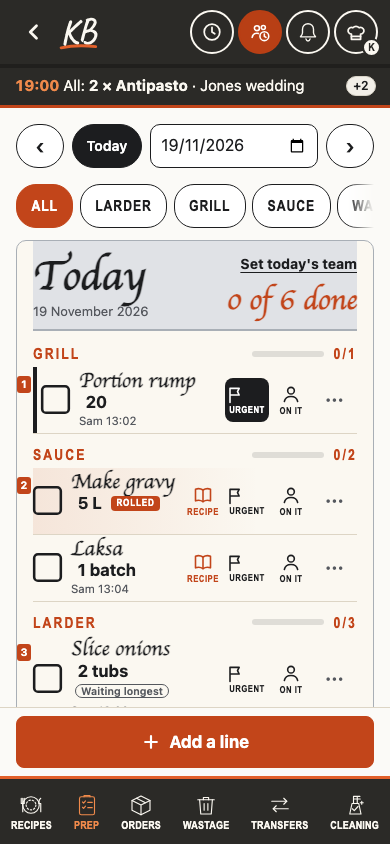 KB
K
19:00 All: 2 × Antipasto · Jones wedding
+2
Today
19/11/2026
ALL
LARDER
GRILL
SAUCE
WA
Today
Set today's team
19 November 2026
0 of 6 done
GRILL
0/1
1
Portion rump
20
Sam 13:02
URGENT
ON IT
SAUCE
0/2
2
Make gravy
5 L ROLLED
RECIPE
URGENT
ON IT
Laksa
1 batch
Sam 13:04
RECIPE
URGENT
ON IT
LARDER
0/3
3
Slice onions
2 tubs
Waiting longest
URGENT
ON IT
+ Add a line
RECIPES
PREP
ORDERS
WASTAGE
TRANSFERS
CLEANING